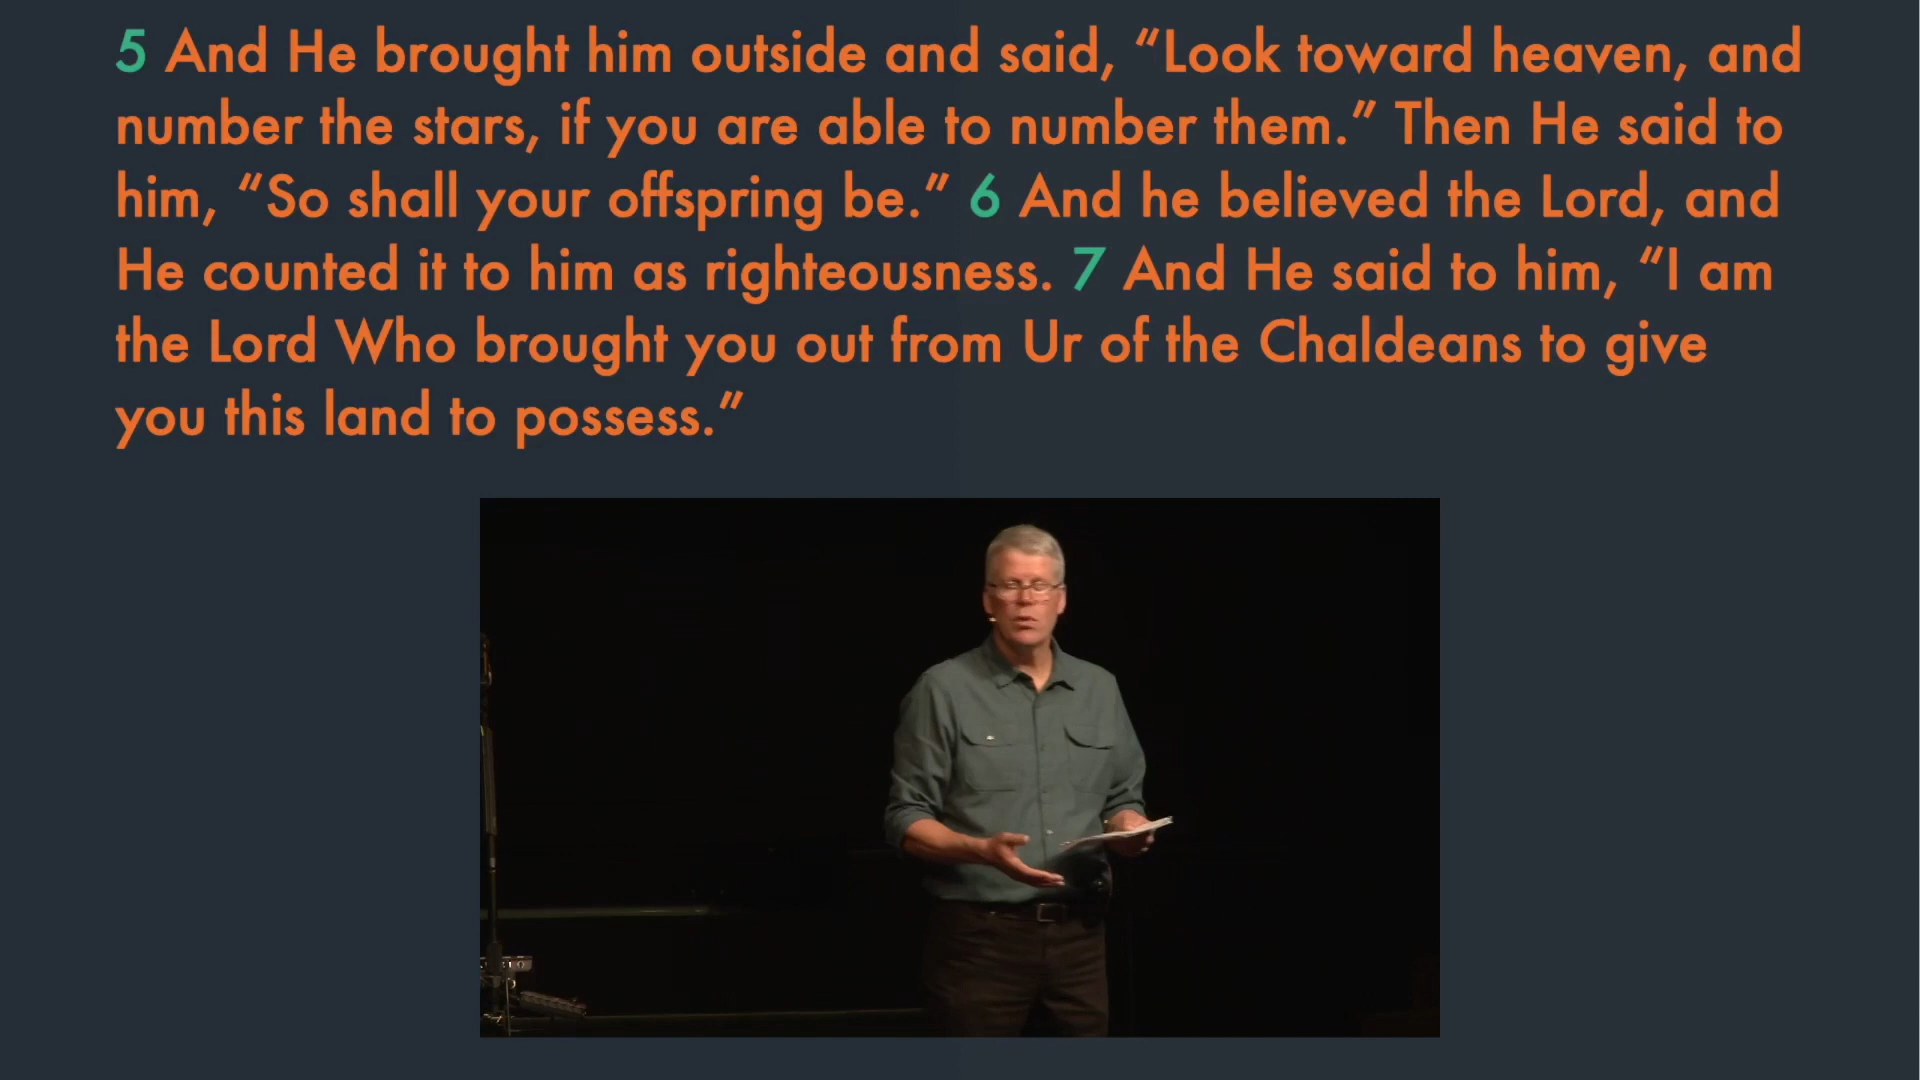 5 And He brought him outside and said, “Look toward heaven, and
number the stars, if you are able to number them.” Then He said to
him, “So shall your offspring be.” 6 And he believed the Lord, and
He counted it to him as righteousness. 7 And He said to him, “I am
the Lord Who brought you out from Ur of the Chaldeans to give
you this land to possess.”